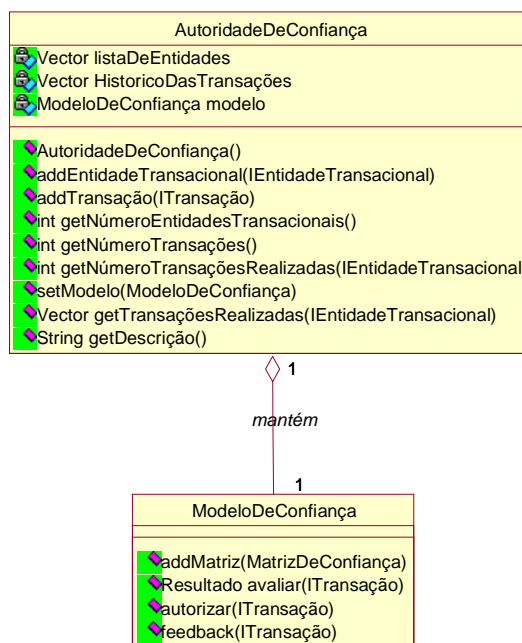 AutoridadeDeConfiança
Vector listaDeEntidades
Vector HistoricoDasTransações
ModeloDeConfiança modelo
AutoridadeDeConfiança()
addEntidadeTransacional(IEntidadeTransacional)
addTransação(ITransação)
int getNúmeroEntidadesTransacionais()
int getNúmeroTransações()
int getNúmeroTransaçõesRealizadas(IEntidadeTransacional
setModelo(ModeloDeConfiança)
Vector getTransaçõesRealizadas(IEntidadeTransacional)
String getDescrição()
1
mantém
1
ModeloDeConfiança
addMatriz(MatrizDeConfiança)
Resultado avaliar(ITransação)
autorizar(ITransação)
feedback(ITransação)